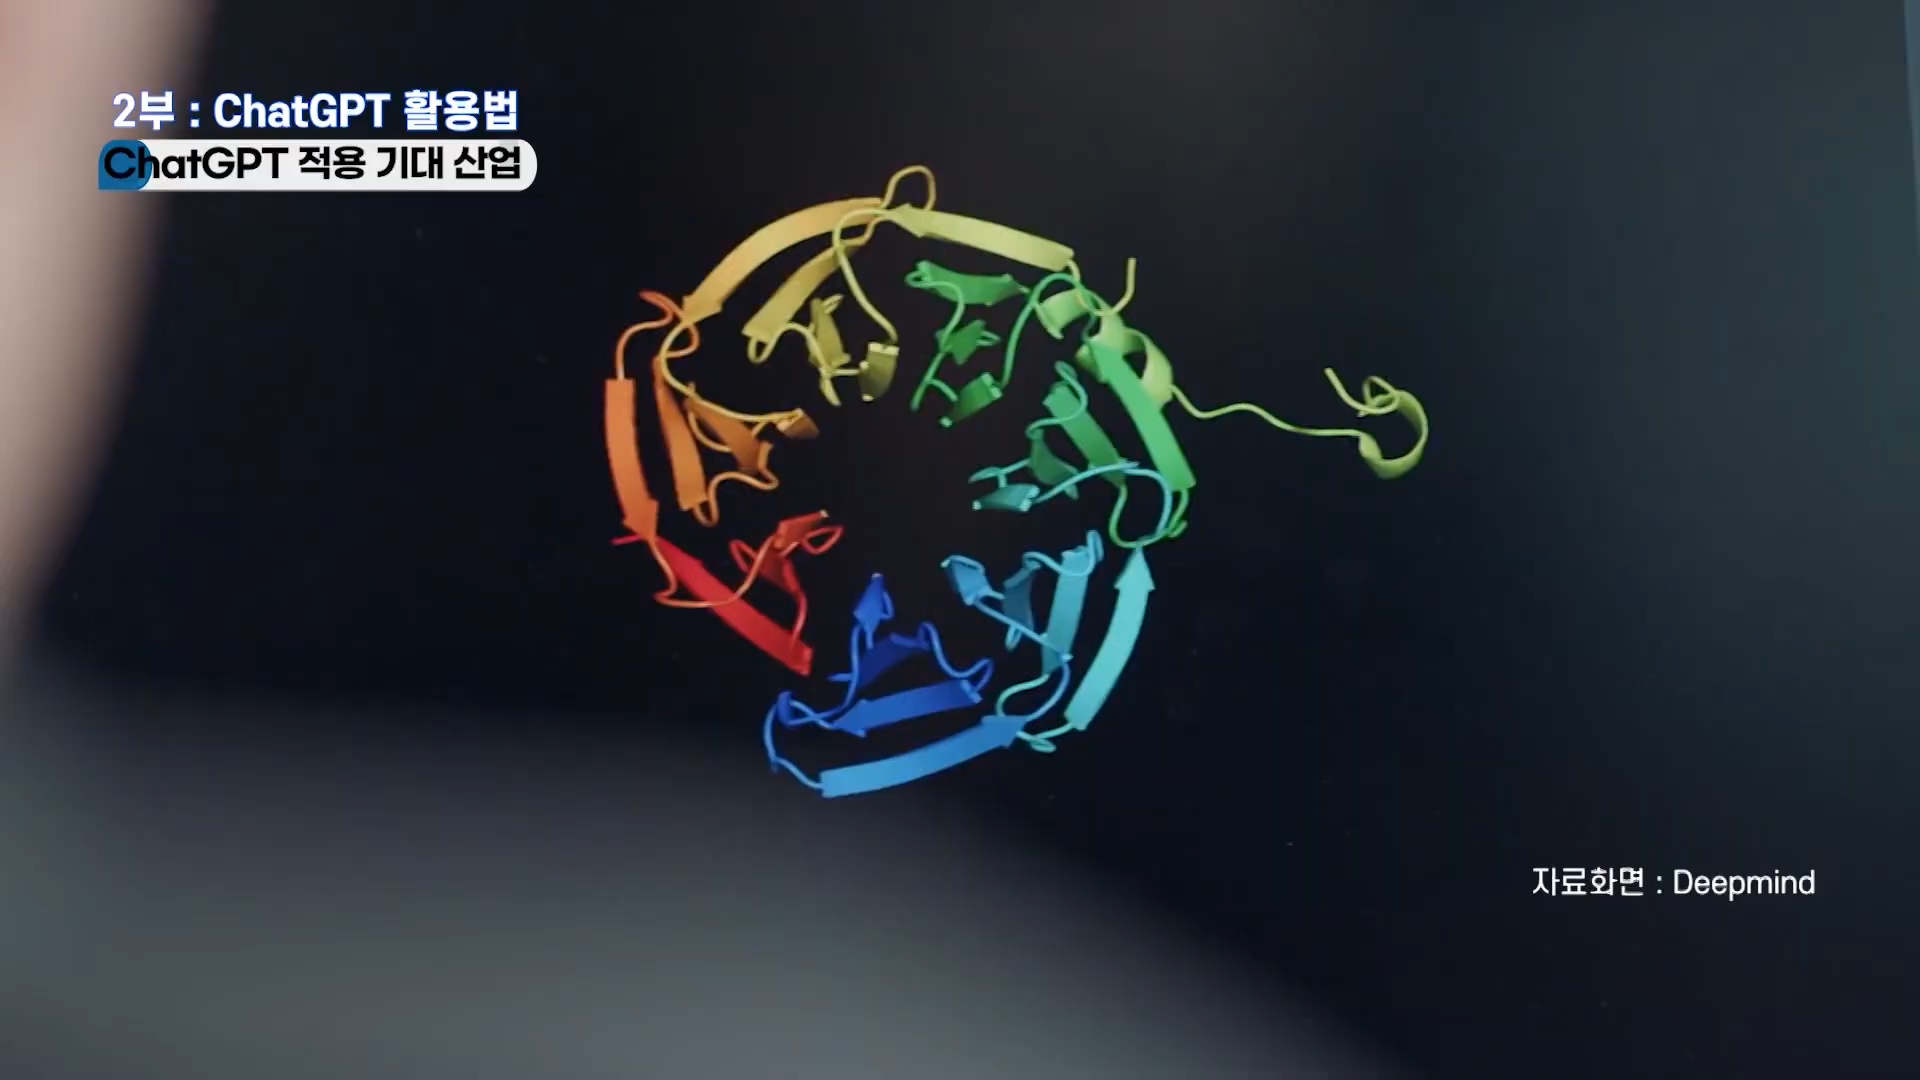 2부 : ChatGPT 활용법
ChatGPT 적용 기대 산업
자료화면 : Deepmind